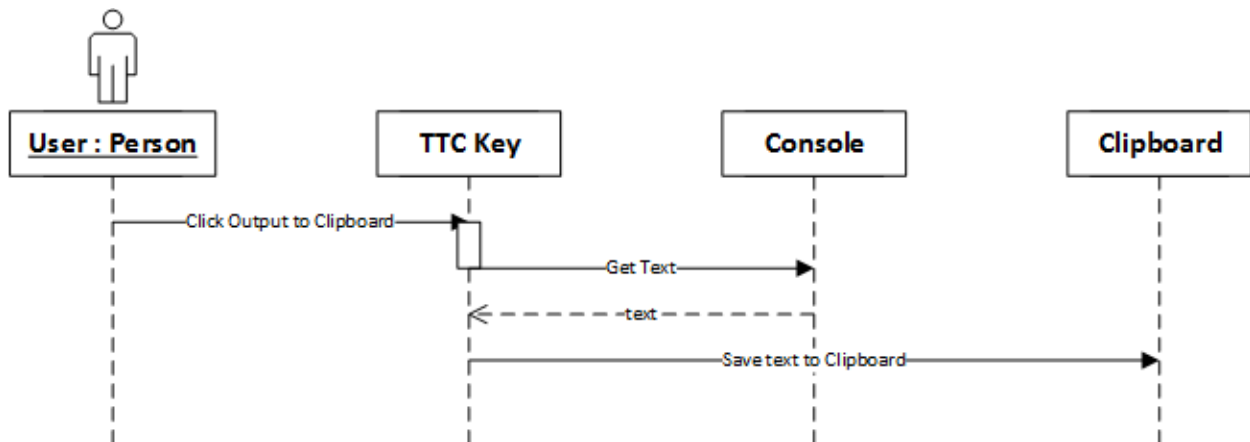 User : Person
TTC Key
Console
Clipboard
Click Output to Clipboard
Get Text
text
Save text to Clipboard